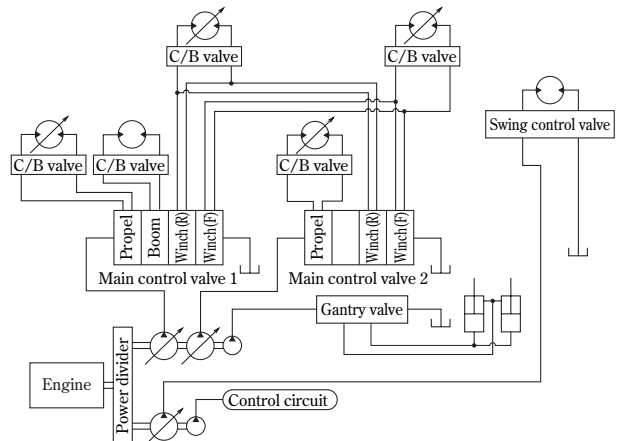 C/B valve
C/B valve
Swing control valve
C/B valve
C/B valve
C/B valve
Propel
Boom
Winch(R)
Winch(F)
Propel
Winch(R)
Winch(F)
Main control valve 1
Main control valve 2
Gantry valve
Engine
Power divider
Control circuit